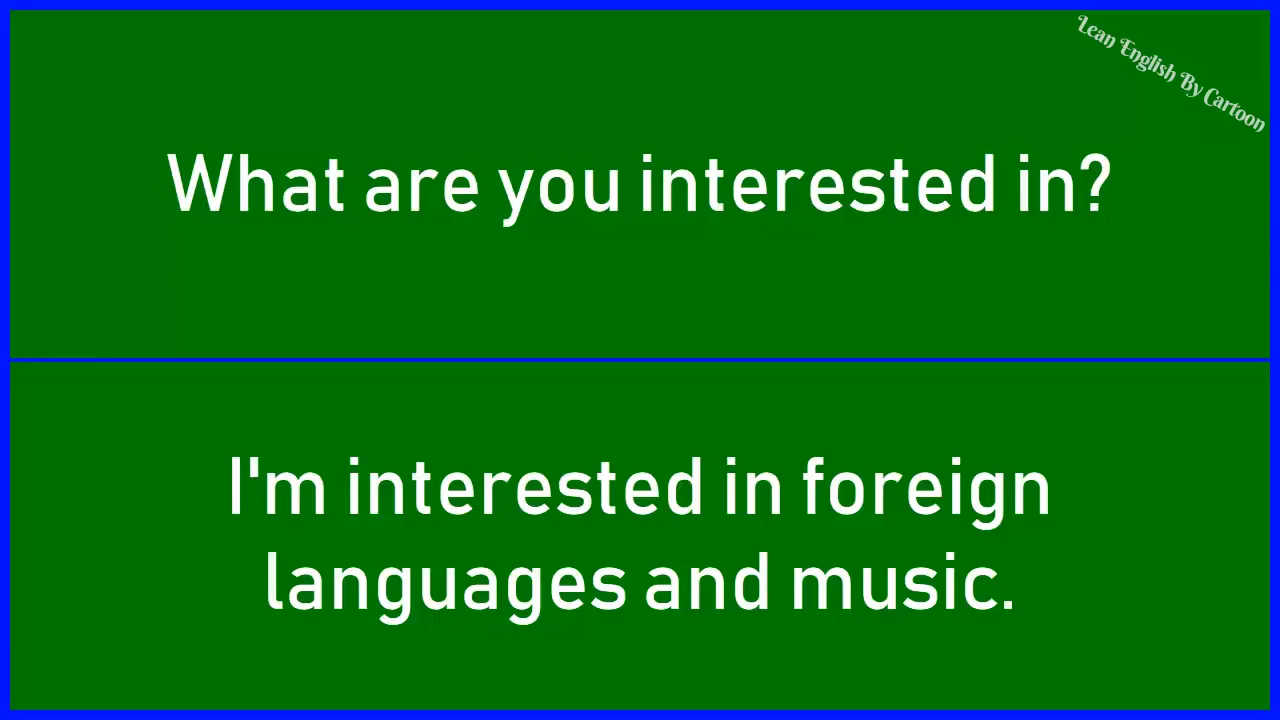 Lean English By Cartoon
What are you interested in?
I'm interested in foreign
languages and music.